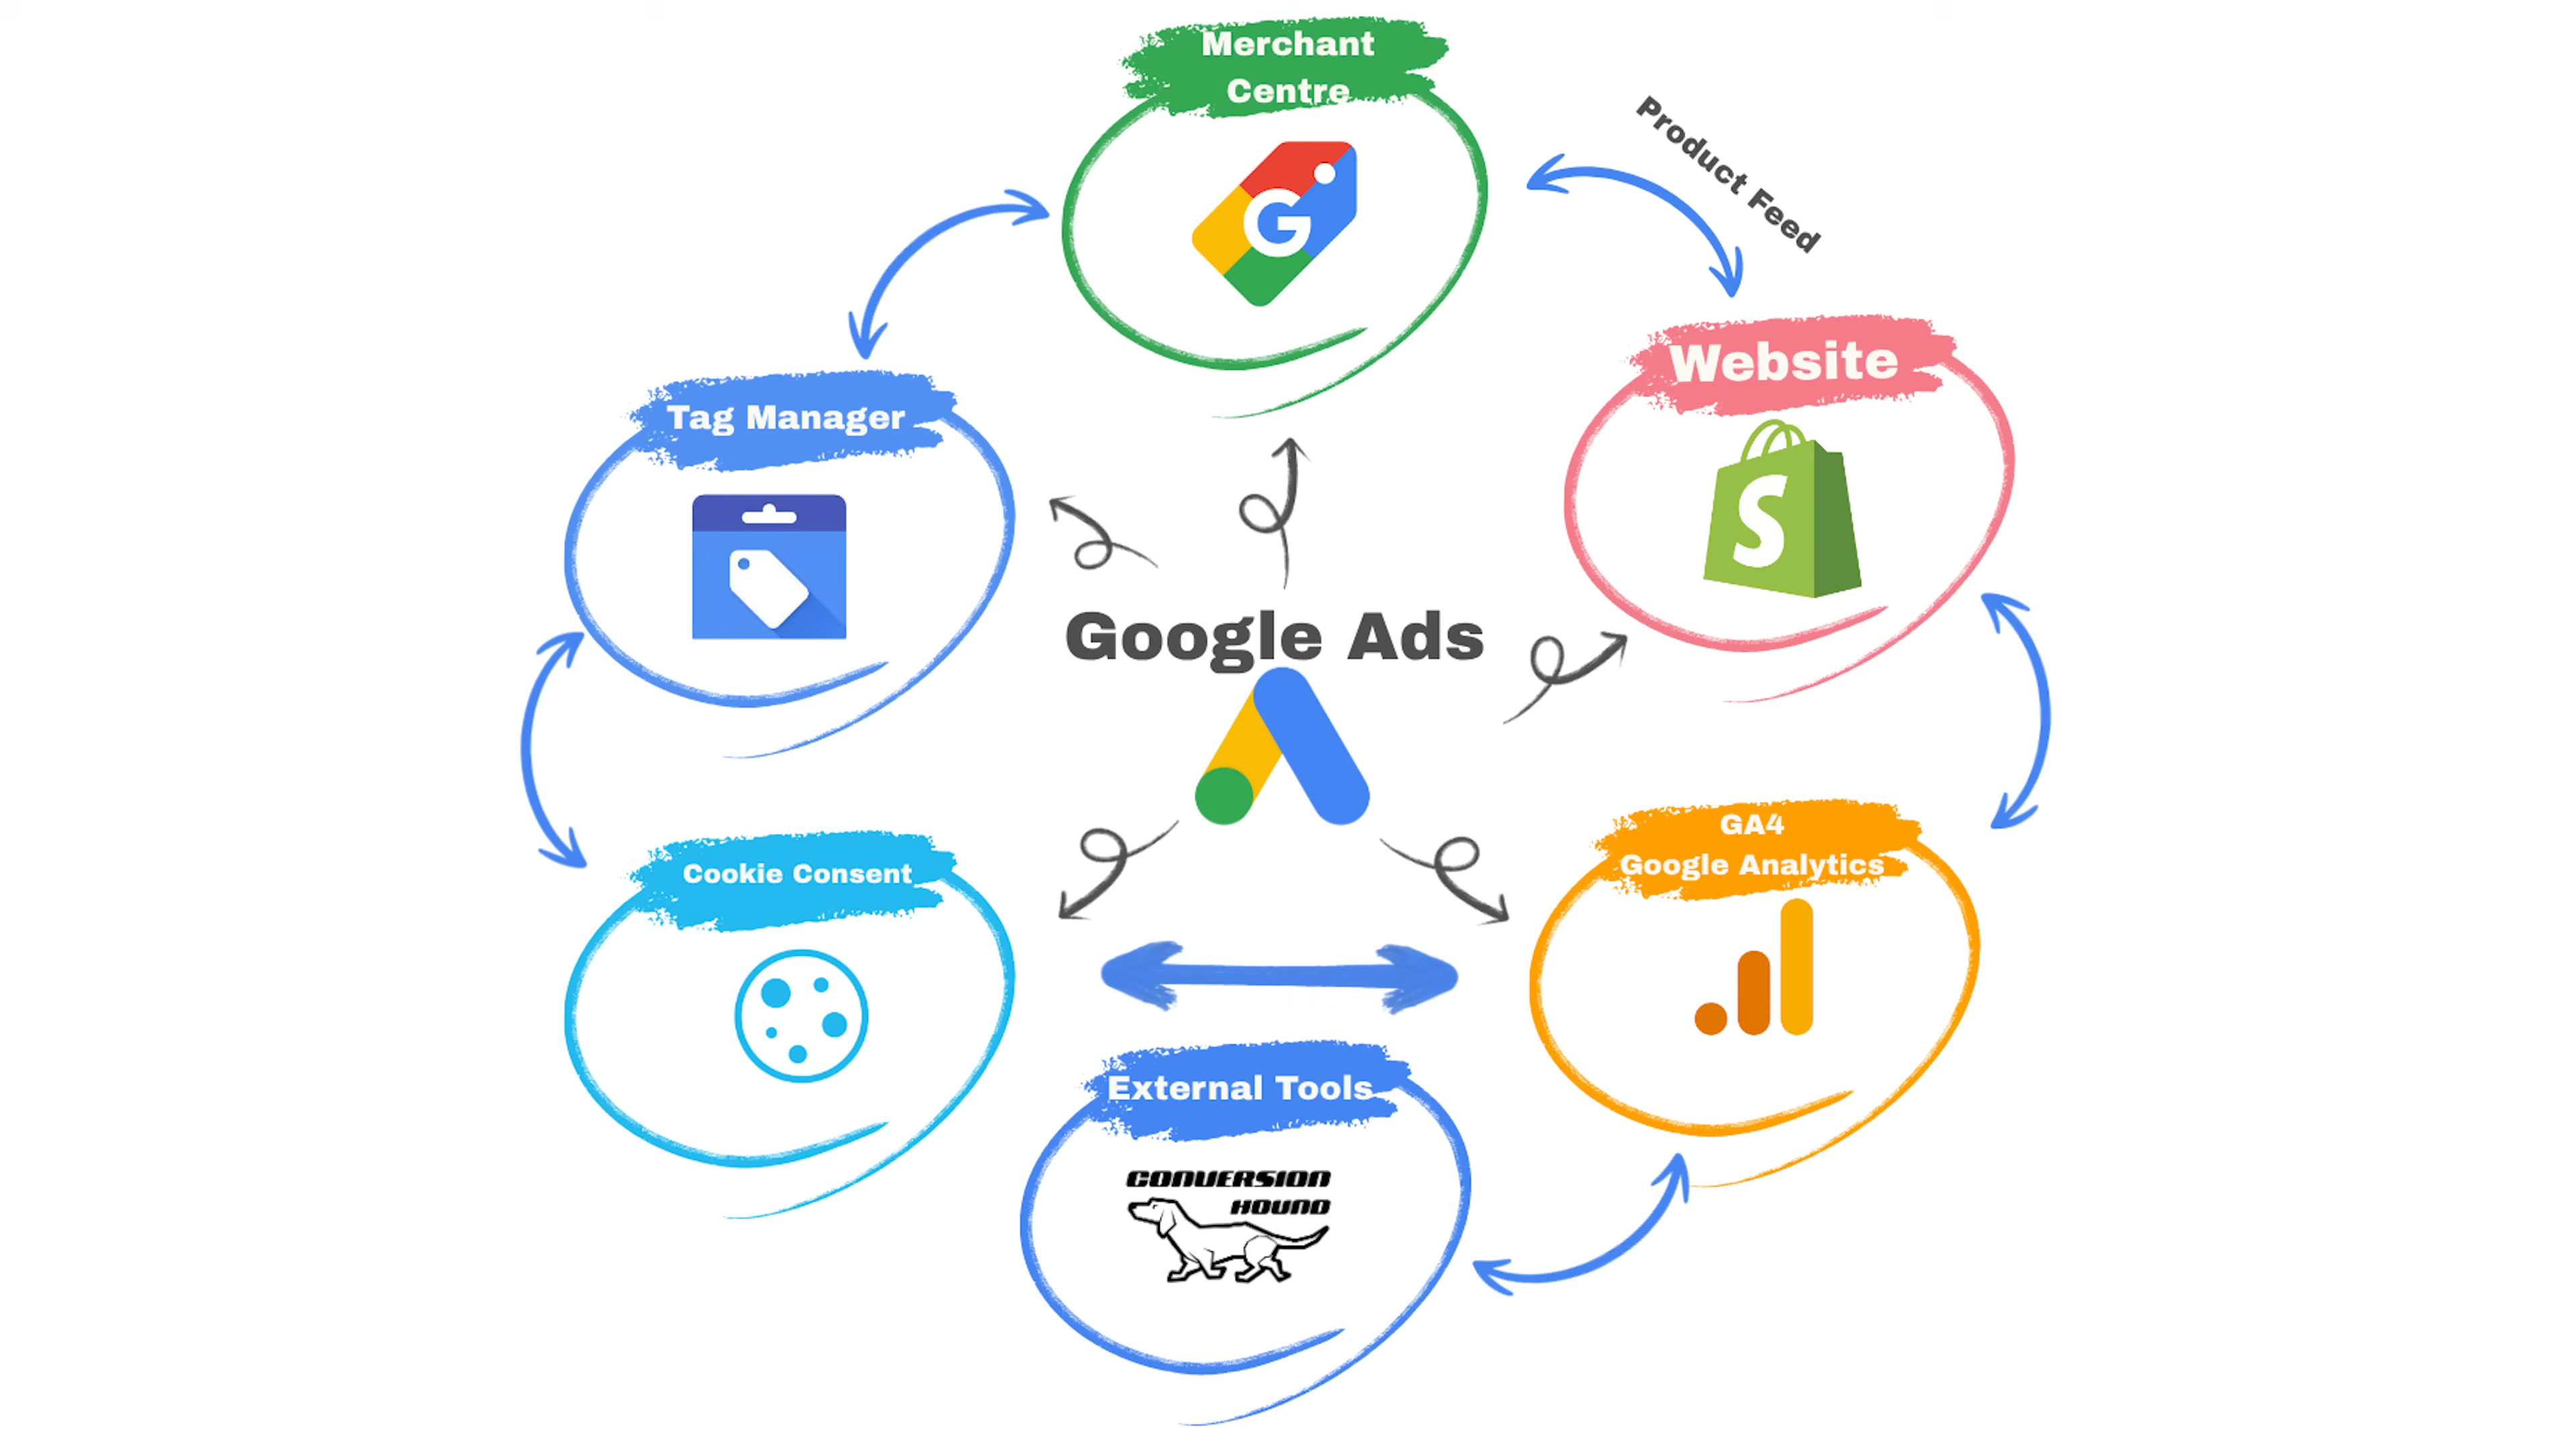 Merchant
Centre
Product Feed
Website
Tag Manager
Google Ads
GA4
Google Analytics
Cookie Consent
External Tools
CONVERSION
HOUND